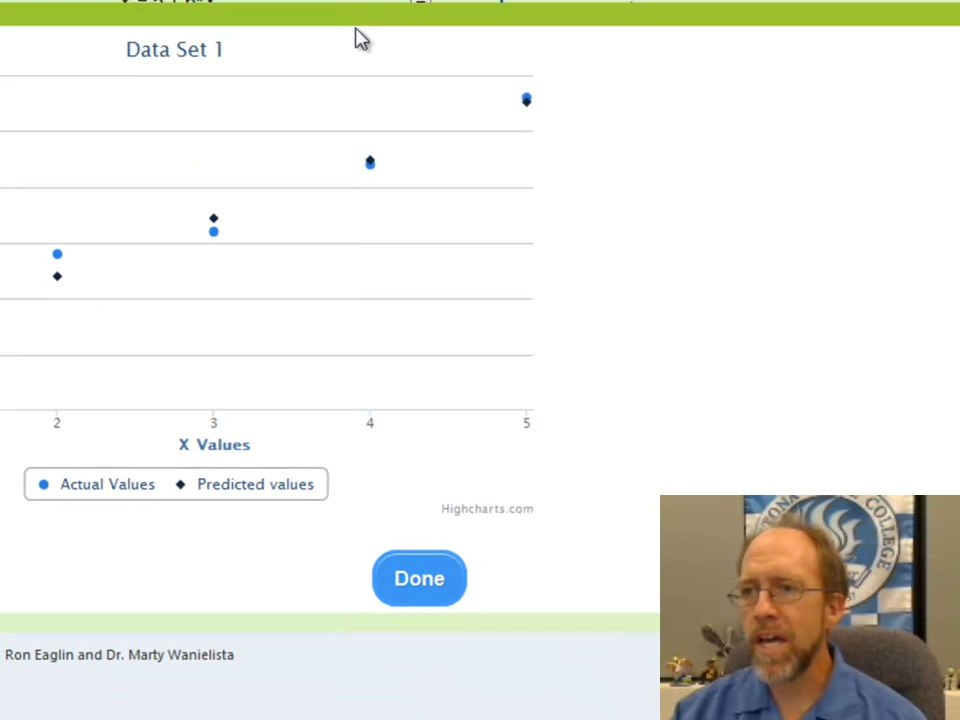 Data Set 1
2 3 4 5
X Values
Actual Values Predicted values
Highcharts.com
Done
Ron Eaglin and Dr. Marty Wanielista
COLLEGE